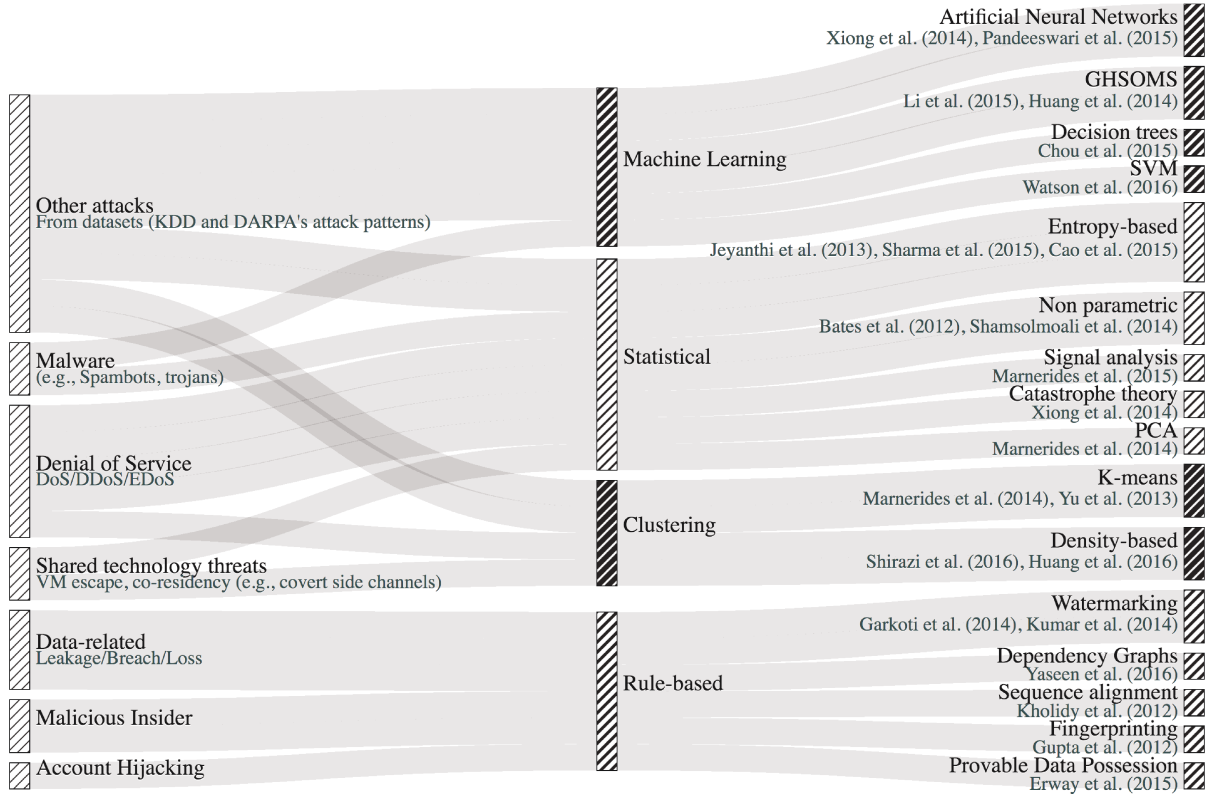 Other attacks
From datasets (KDD and DARPA's attack patterns)
Malware
(e.g., Spambots, trojans)
Denial of Service
DoS/DDoS/EDoS
Shared technology threats
VM escape, co-residency (e.g., covert side channels)
Data-related
Leakage/Breach/Loss
Malicious Insider
Account Hijacking
Machine Learning
Statistical
Clustering
Rule-based
Artificial Neural Networks
Xiong et al. (2014), Pandeeswari et al. (2015)
GHSOMS
Li et al. (2015), Huang et al. (2014)
Decision trees
Chou et al. (2015)
SVM
Watson et al. (2016)
Entropy-based
Jeyanthi et al. (2013), Sharma et al. (2015), Cao et al. (2015)
Non parametric
Bates et al. (2012), Shamsolmoali et al. (2014)
Signal analysis
Marnerides et al. (2015)
Catastrophe theory
Xiong et al. (2014)
PCA
Marnerides et al. (2014)
K-means
Marnerides et al. (2014), Yu et al. (2013)
Density-based
Shirazi et al. (2016), Huang et al. (2016)
Watermarking
Garkoti et al. (2014), Kumar et al. (2014)
Dependency Graphs
Yaseen et al. (2016)
Sequence alignment
Kholidy et al. (2012)
Fingerprinting
Gupta et al. (2012)
Provable Data Possession
Erway et al. (2015)